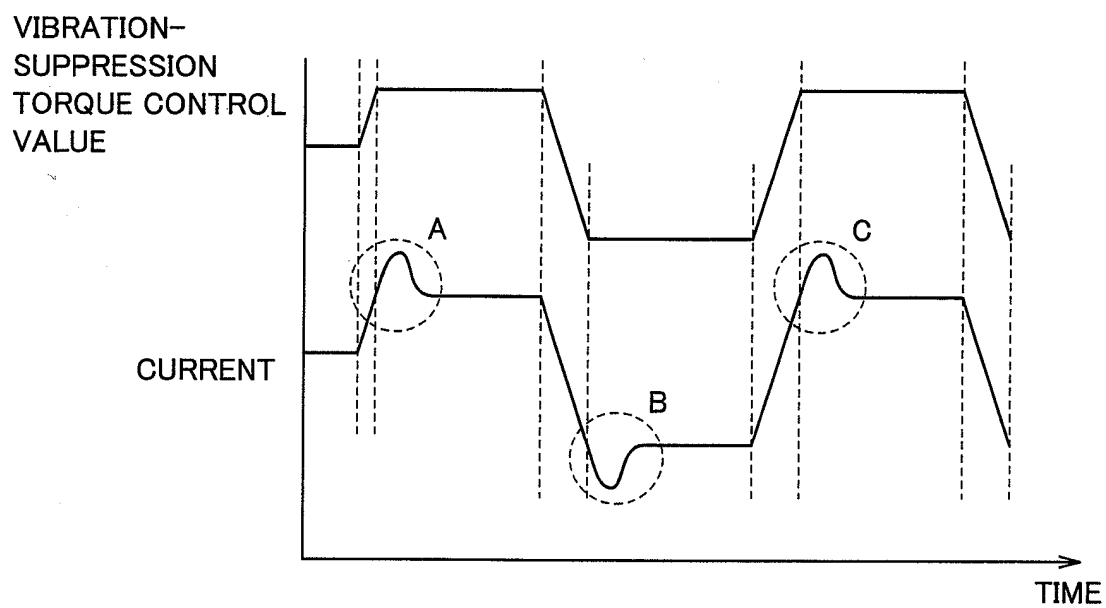 VIBRATION-
SUPPRESSION
TORQUE CONTROL
VALUE
A
C
CURRENT
B
TIME